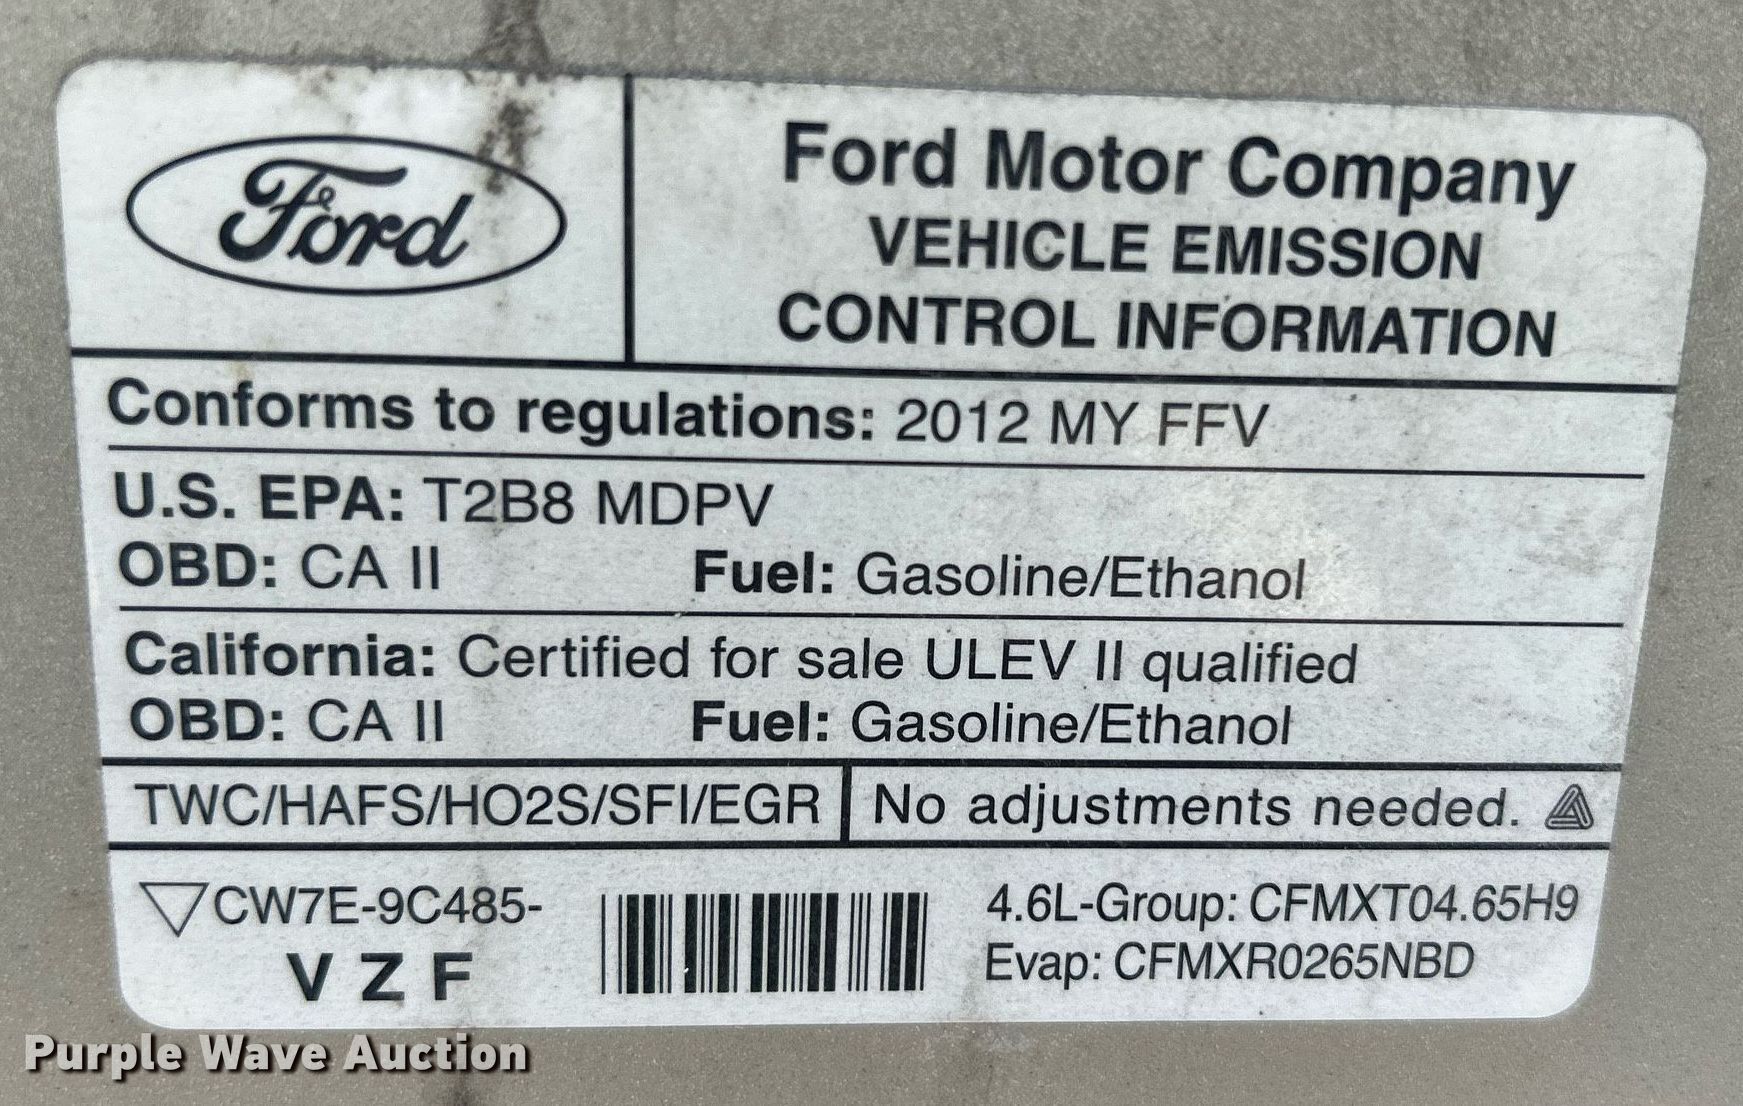 Ford
Ford Motor Company
VEHICLE EMISSION
CONTROL INFORMATION
Conforms to regulations: 2012 MY FFV
U.S. EPA: T2B8 MDPV
OBD: CA II Fuel: Gasoline/Ethanol
California: Certified for sale ULEV II qualified
OBD: CA II Fuel: Gasoline/Ethanol
TWC/HAFS/HO2S/SFI/EGR No adjustments needed.
CW7E-9C485-
V Z F
4.6L-Group: CFMXT04.65H9
Evap: CFMXR0265NBD
Purple Wave Auction